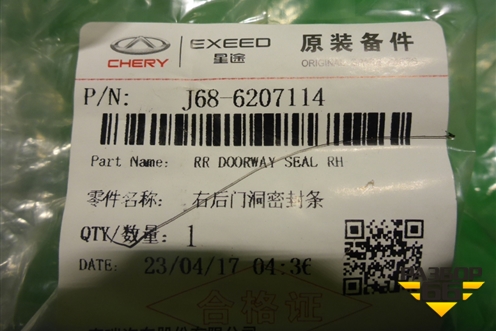 CHERY
EXEED
星途
原装备件
P/N: J68-6207114
Part Name: RR DOORWAY SEAL RH
零件名称: 右后门洞密封条
QTY/数量: 1
DATE: 23/04/17 04:36
合格证